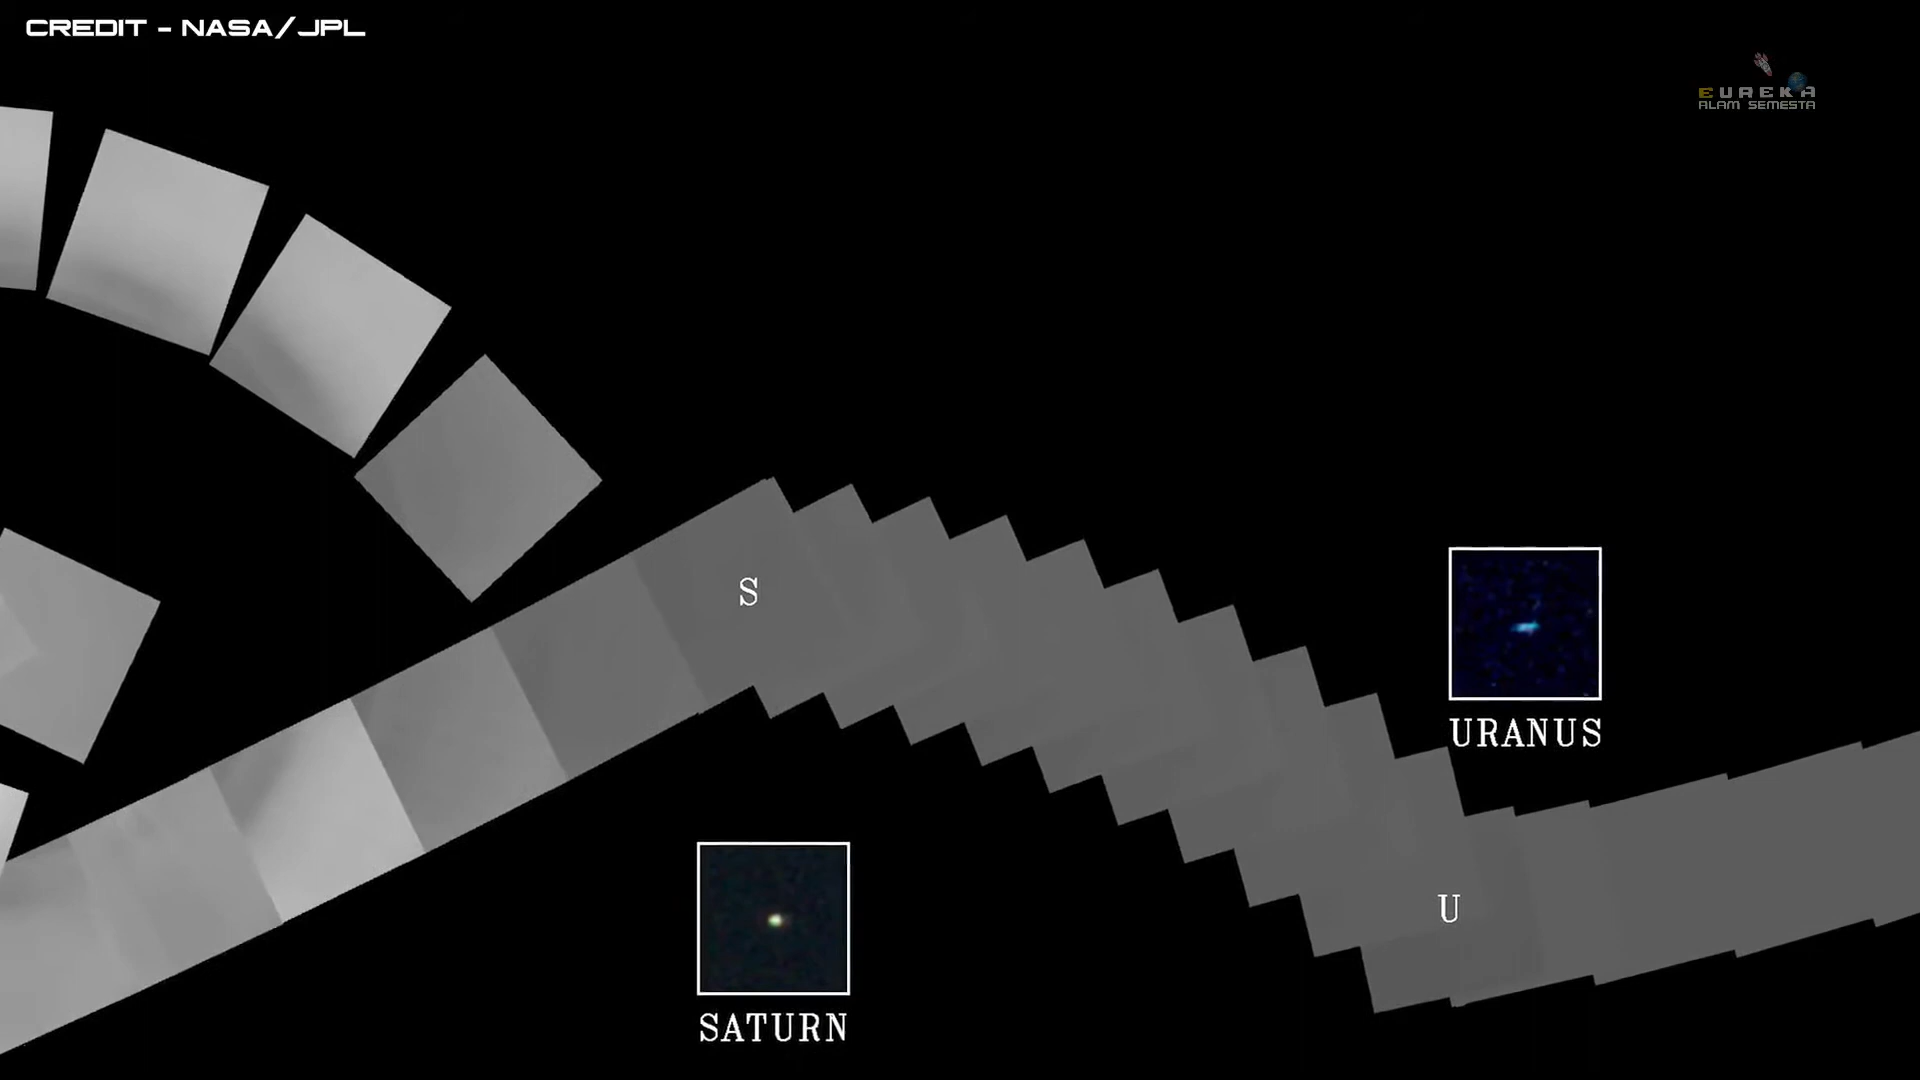 CREDIT - NASA/JPL
EUREKA
ALAM SEMESTA
S
URANUS
U
SATURN